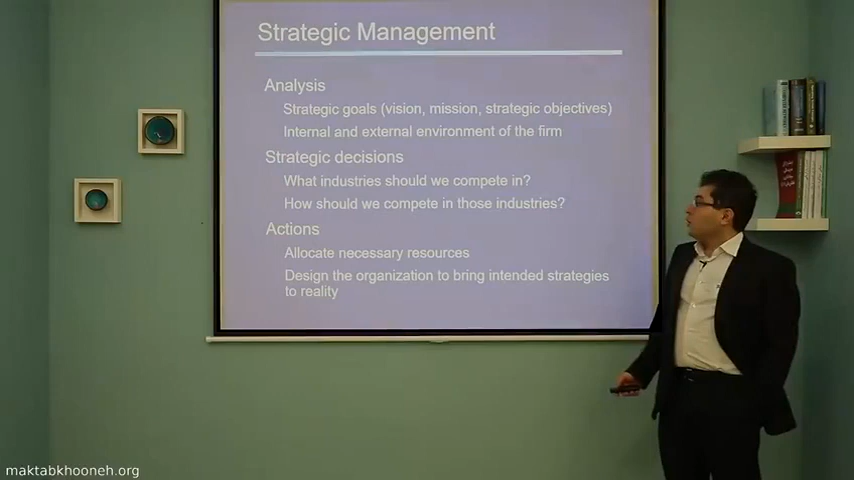 Strategic Management
Analysis
Strategic goals (vision, mission, strategic objectives)
Internal and external environment of the firm
Strategic decisions
What industries should we compete in?
How should we compete in those industries?
Actions
Allocate necessary resources
Design the organization to bring intended strategies
to reality
maktabkhooneh.org